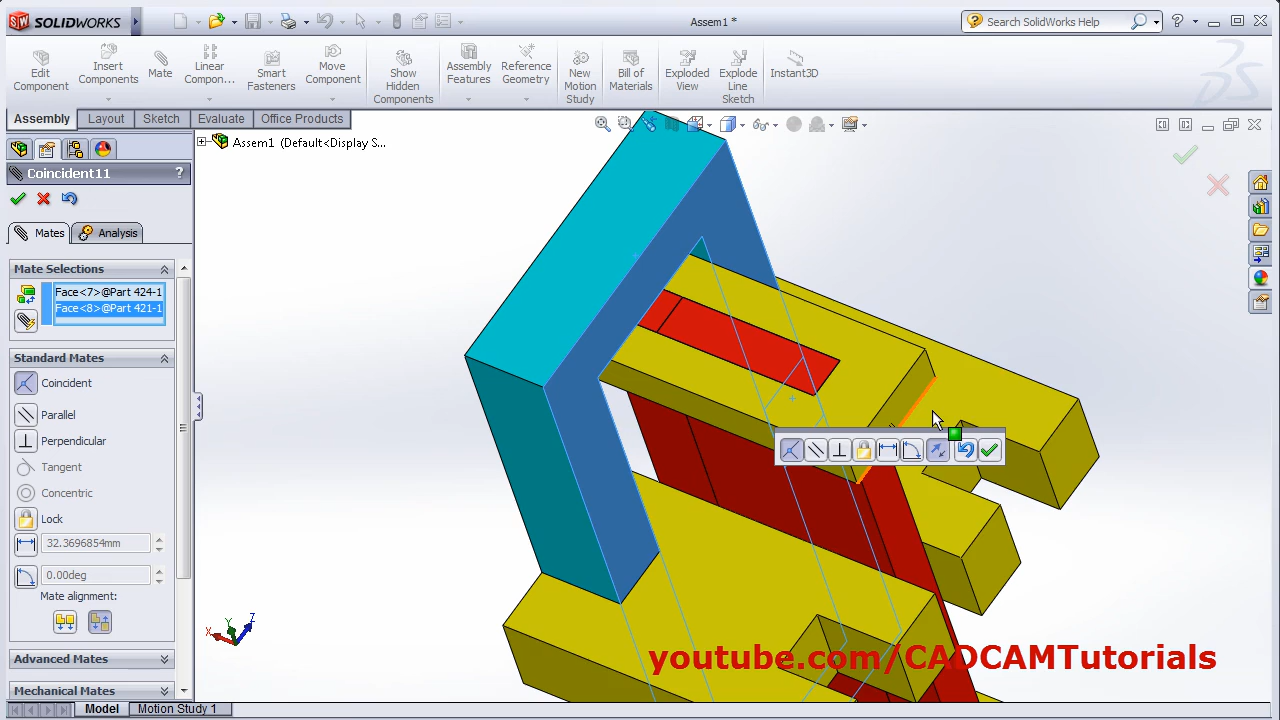 SOLIDWORKS
Assem1 *
Search SolidWorks Help
Edit
Component
Insert
Components
Mate
Linear
Compon...
Smart
Fasteners
Move
Component
Show
Hidden
Components
Assembly
Features
Reference
Geometry
New
Motion
Study
Bill of
Materials
Exploded
View
Explode
Line
Sketch
Instant3D
Assembly
Layout
Sketch
Evaluate
Office Products
Assem1 (Default<Display S...
Coincident11
?
Mates
Analysis
Mate Selections
Face<7>@Part 424-1
Face<8>@Part 421-1
Standard Mates
Coincident
Parallel
Perpendicular
Tangent
Concentric
Lock
32.3696854mm
0.00deg
Mate alignment:
Advanced Mates
Mechanical Mates
X
Y
Z
youtube.com/CADCAMTutorials
Model
Motion Study 1